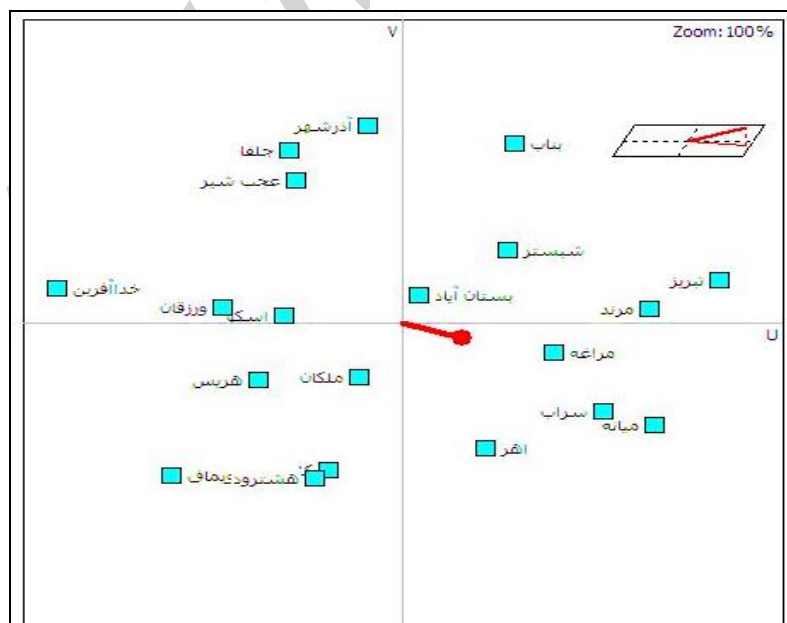 V
Zoom: 100%
آذرشهر
جلفا
بناب
عجب شیر
شبستر
تبریز
خداآفرین
بستان آباد
ورزقان
مرند
U
مراغه
ملکان
هریس
سراب
میانه
اهر
هشترود